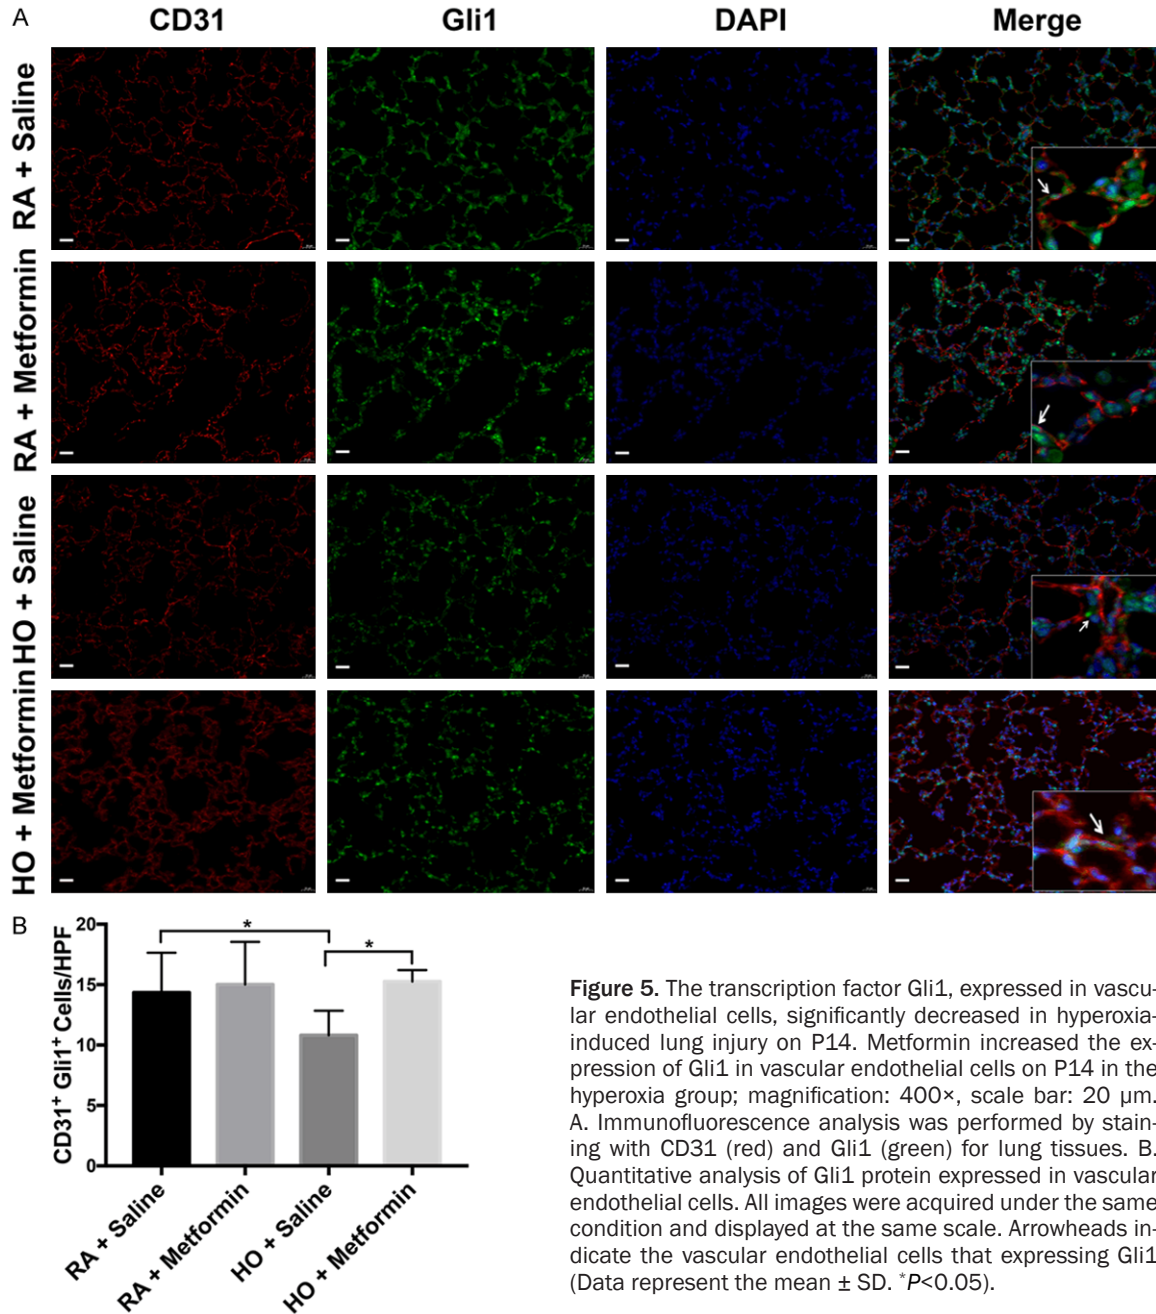 A
CD31
Gli1
DAPI
Merge
RA + Saline
RA + Metformin
HO + Saline
HO + Metformin
B
CD31+ Gli1+ Cells/HPF
20
15
10
5
0
*
*
RA + Saline
RA + Metformin
HO + Saline
HO + Metformin
Figure 5. The transcription factor Gli1, expressed in vascu-
lar endothelial cells, significantly decreased in hyperoxia-
induced lung injury on P14. Metformin increased the ex-
pression of Gli1 in vascular endothelial cells on P14 in the
hyperoxia group; magnification: 400×, scale bar: 20 μm.
A. Immunofluorescence analysis was performed by stain-
ing with CD31 (red) and Gli1 (green) for lung tissues. B.
Quantitative analysis of Gli1 protein expressed in vascular
endothelial cells. All images were acquired under the same
condition and displayed at the same scale. Arrowheads in-
dicate the vascular endothelial cells that expressing Gli1
(Data represent the mean ± SD. *P<0.05).